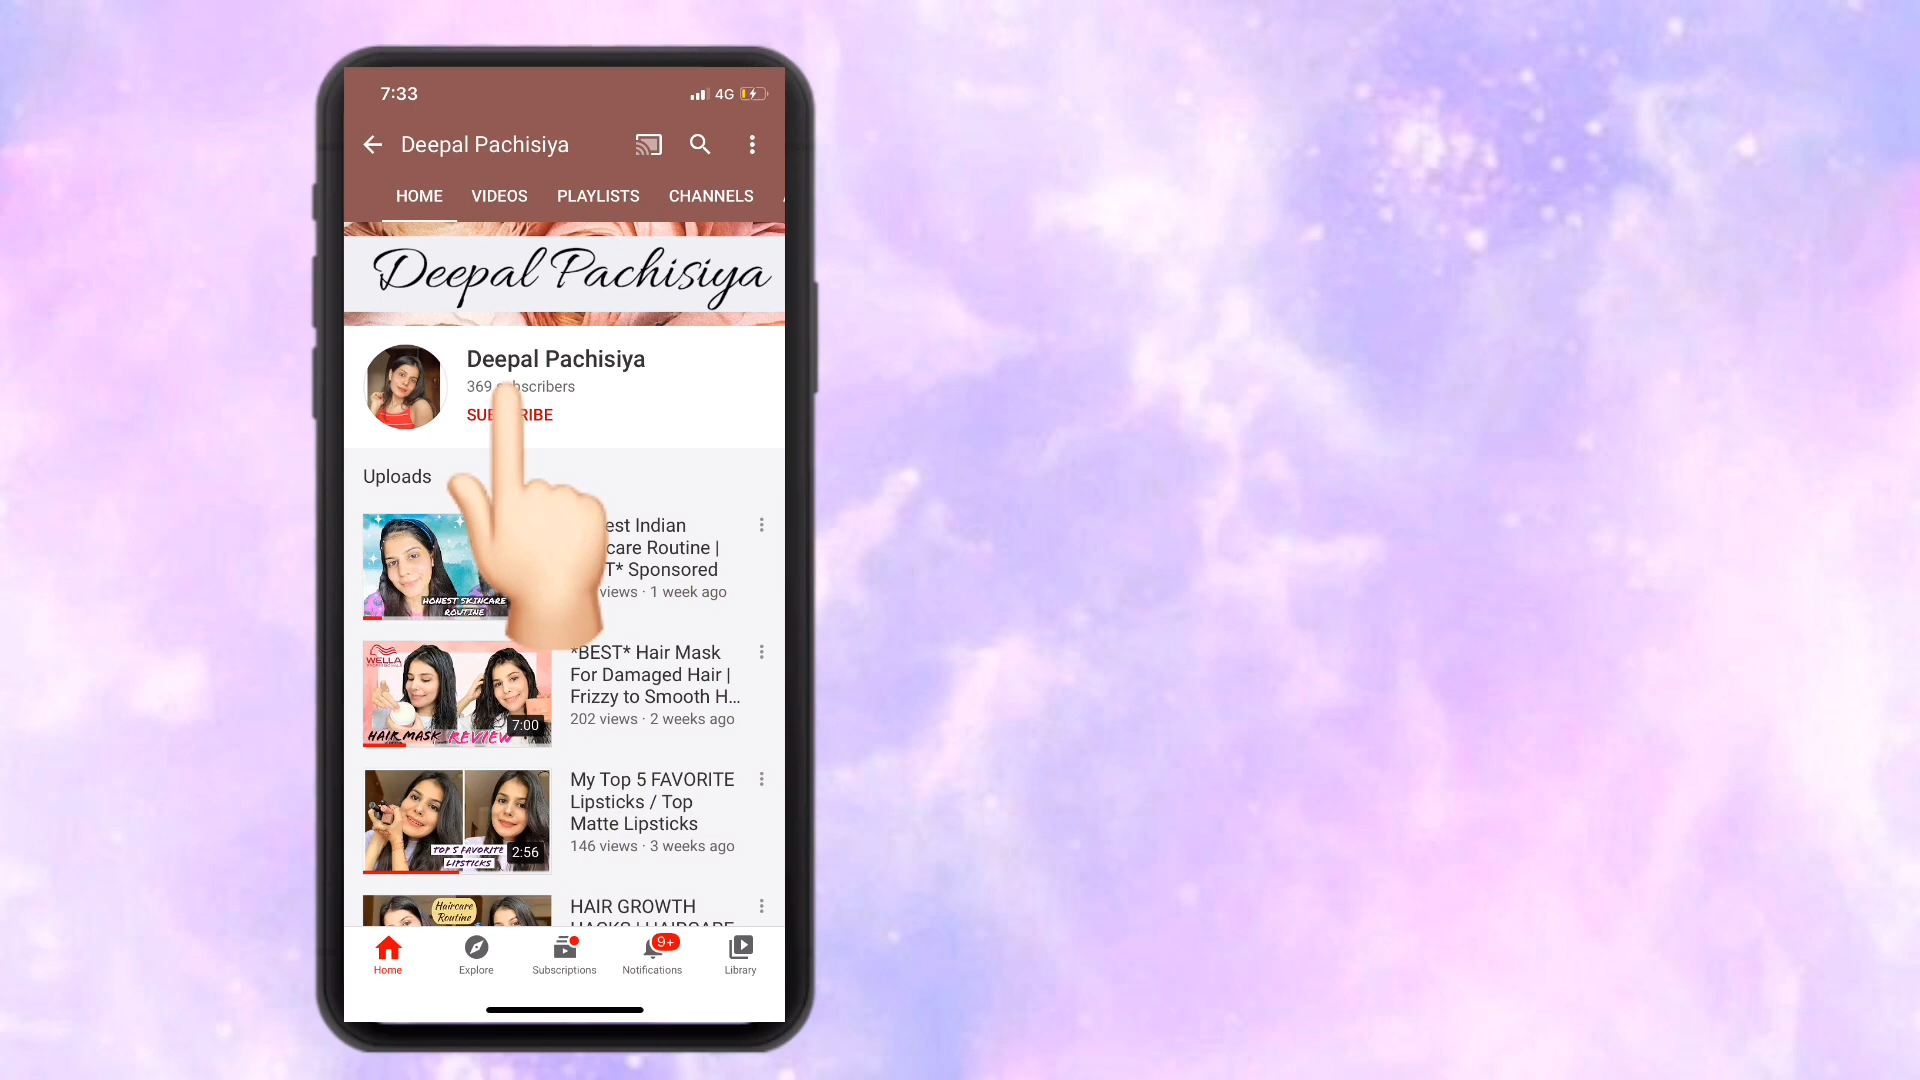 7:33
4G
Deepal Pachisiya
HOME VIDEOS PLAYLISTS CHANNELS
Deepal Pachisiya
Deepal Pachisiya
369 subscribers
SUBSCRIBE
Uploads
est Indian
care Routine |
T* Sponsored
views · 1 week ago
HONEST SKINCARE
ROUTINE
*BEST* Hair Mask
For Damaged Hair |
Frizzy to Smooth H...
202 views · 2 weeks ago
WELLA
7:00
HAIR MASK REVIEW
My Top 5 FAVORITE
Lipsticks / Top
Matte Lipsticks
146 views · 3 weeks ago
TOP 5 FAVORITE
LIPSTICKS
2:56
Haircare
Routine
HAIR GROWTH
HACKS | HAIRCARE
9+
Home Explore Subscriptions Notifications Library